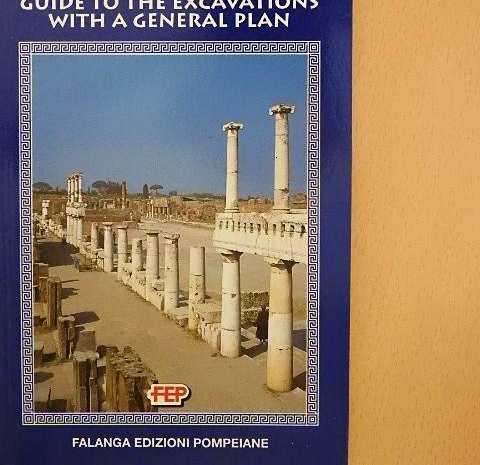 GUIDE TO THE EXCAVATIONS
WITH A GENERAL PLAN
FEP
FALANGA EDIZIONI POMPEIANE